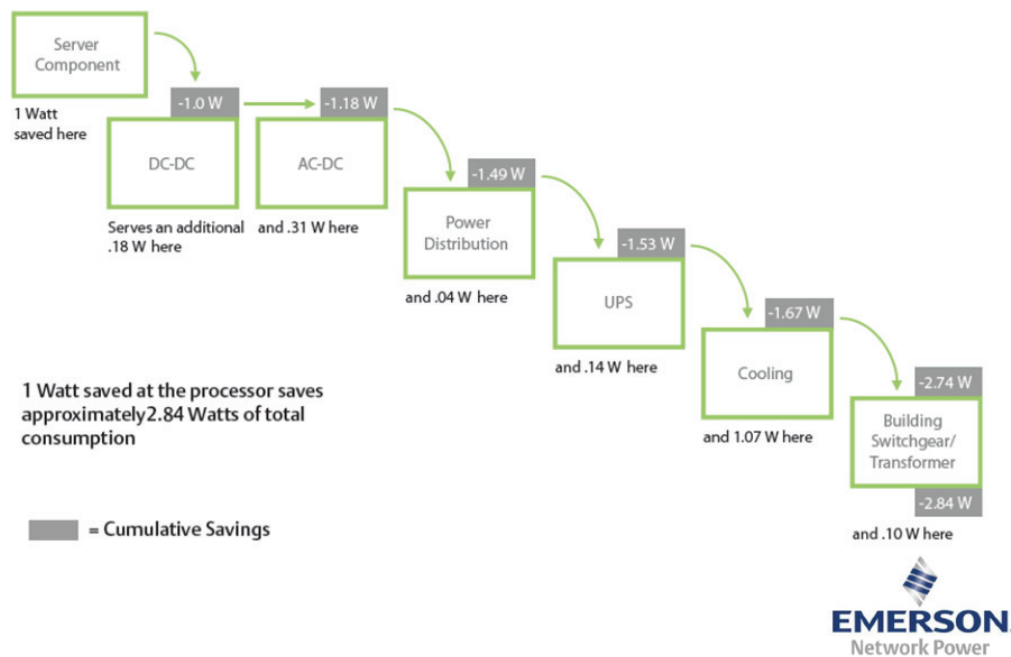 Server
Component
1 Watt
saved here
-1.0 W
DC-DC
Serves an additional
.18 W here
-1.18 W
AC-DC
and .31 W here
-1.49 W
Power
Distribution
and .04 W here
-1.53 W
UPS
and .14 W here
-1.67 W
Cooling
and 1.07 W here
-2.74 W
Building
Switchgear/
Transformer
-2.84 W
and .10 W here
1 Watt saved at the processor saves
approximately2.84 Watts of total
consumption
= Cumulative Savings
EMERSON.
Network Power